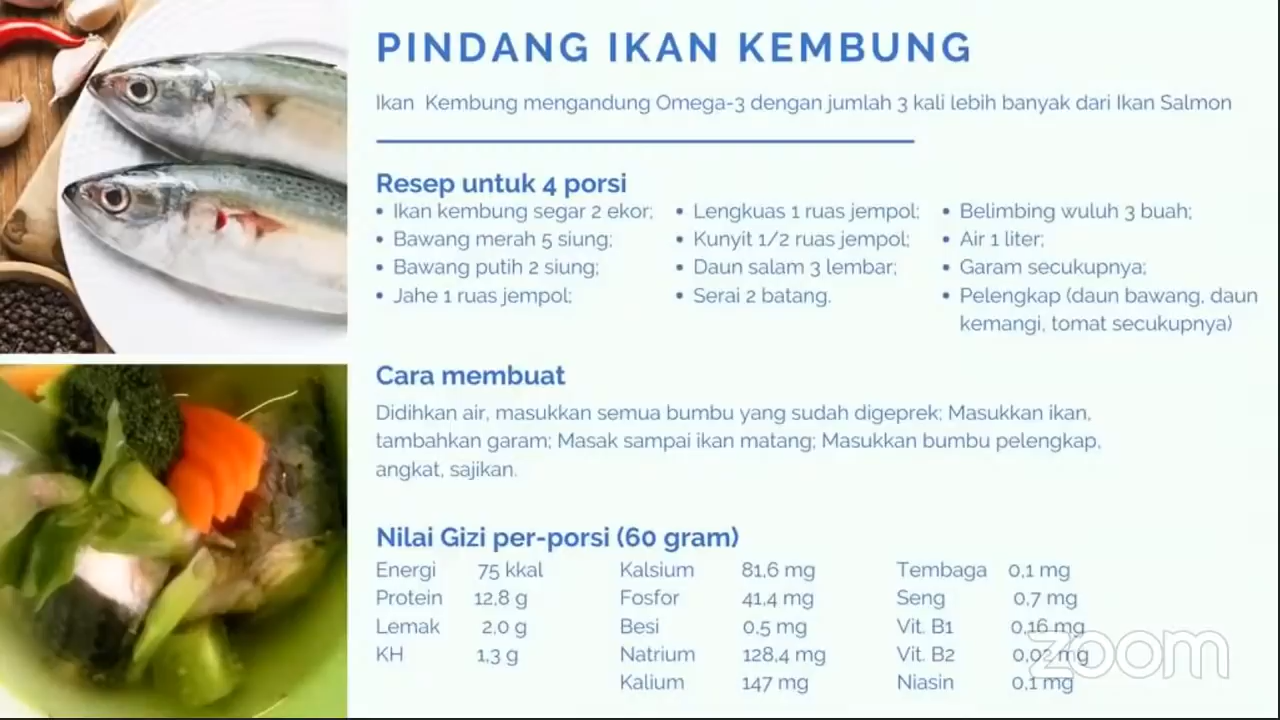 PINDANG IKAN KEMBUNG
Ikan Kembung mengandung Omega-3 dengan jumlah 3 kali lebih banyak dari Ikan Salmon
Resep untuk 4 porsi
• Ikan kembung segar 2 ekor;
• Bawang merah 5 siung;
• Bawang putih 2 siung;
• Jahe 1 ruas jempol;
• Lengkuas 1 ruas jempol;
• Kunyit 1/2 ruas jempol;
• Daun salam 3 lembar;
• Serai 2 batang.
• Belimbing wuluh 3 buah;
• Air 1 liter;
• Garam secukupnya;
• Pelengkap (daun bawang, daun
kemangi, tomat secukupnya)
Cara membuat
Didihkan air, masukkan semua bumbu yang sudah digeprek; Masukkan ikan,
tambahkan garam; Masak sampai ikan matang; Masukkan bumbu pelengkap,
angkat, sajikan.
Nilai Gizi per-porsi (60 gram)
Energi 75 kkal
Protein 12,8 g
Lemak 2,0 g
KH 1,3 g
Kalsium 81,6 mg
Fosfor 41,4 mg
Besi 0,5 mg
Natrium 128,4 mg
Kalium 147 mg
Tembaga 0,1 mg
Seng 0,7 mg
Vit. B1 0,16 mg
Vit. B2 0,02 mg
Niasin 0,1 mg
zoom